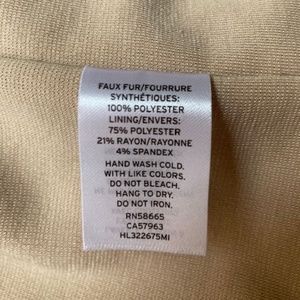 FAUX FUR/FOURRURE
SYNTHÉTIQUES:
100% POLYESTER
LINING/ENVERS:
75% POLYESTER
21% RAYON/RAYONNE
4% SPANDEX
HAND WASH COLD.
WITH LIKE COLORS.
DO NOT BLEACH.
HANG TO DRY.
DO NOT IRON.
RN58665
CA57963
HL322675MI